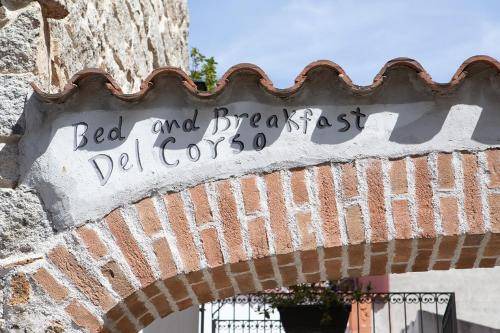 Bed and Breakfast
Del Corso